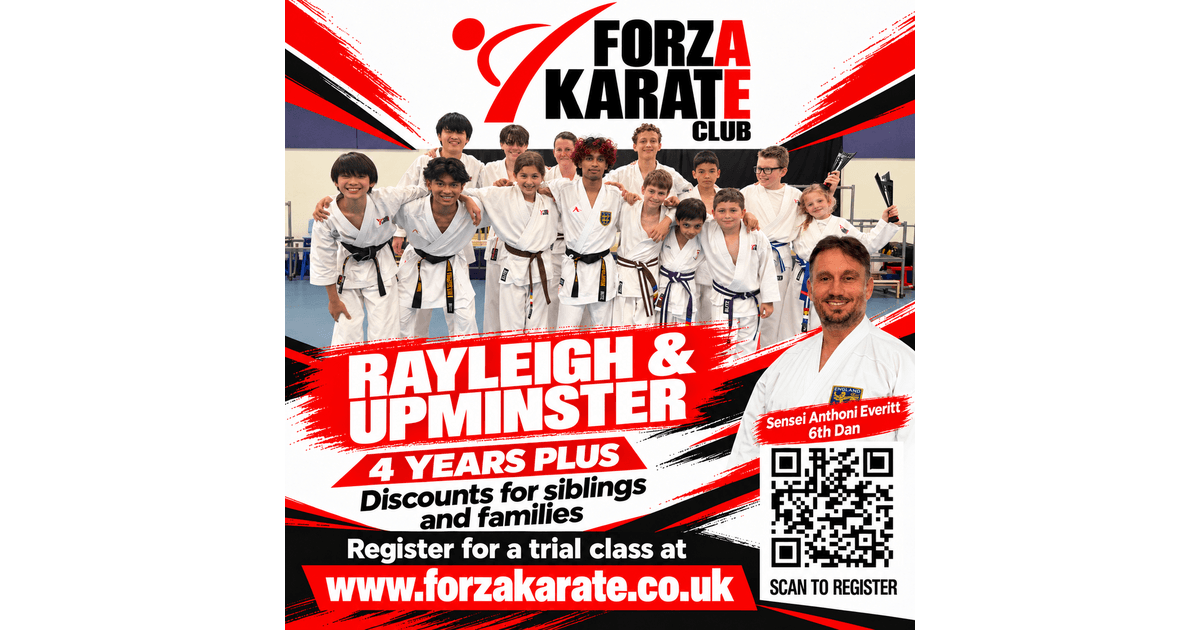 FORZA
KARATE
CLUB
RAYLEIGH &
UPMINSTER
4 YEARS PLUS
Discounts for siblings
and families
Register for a trial class at
www.forzakarate.co.uk
ENGLAND
Sensei Anthoni Everitt
6th Dan
SCAN TO REGISTER